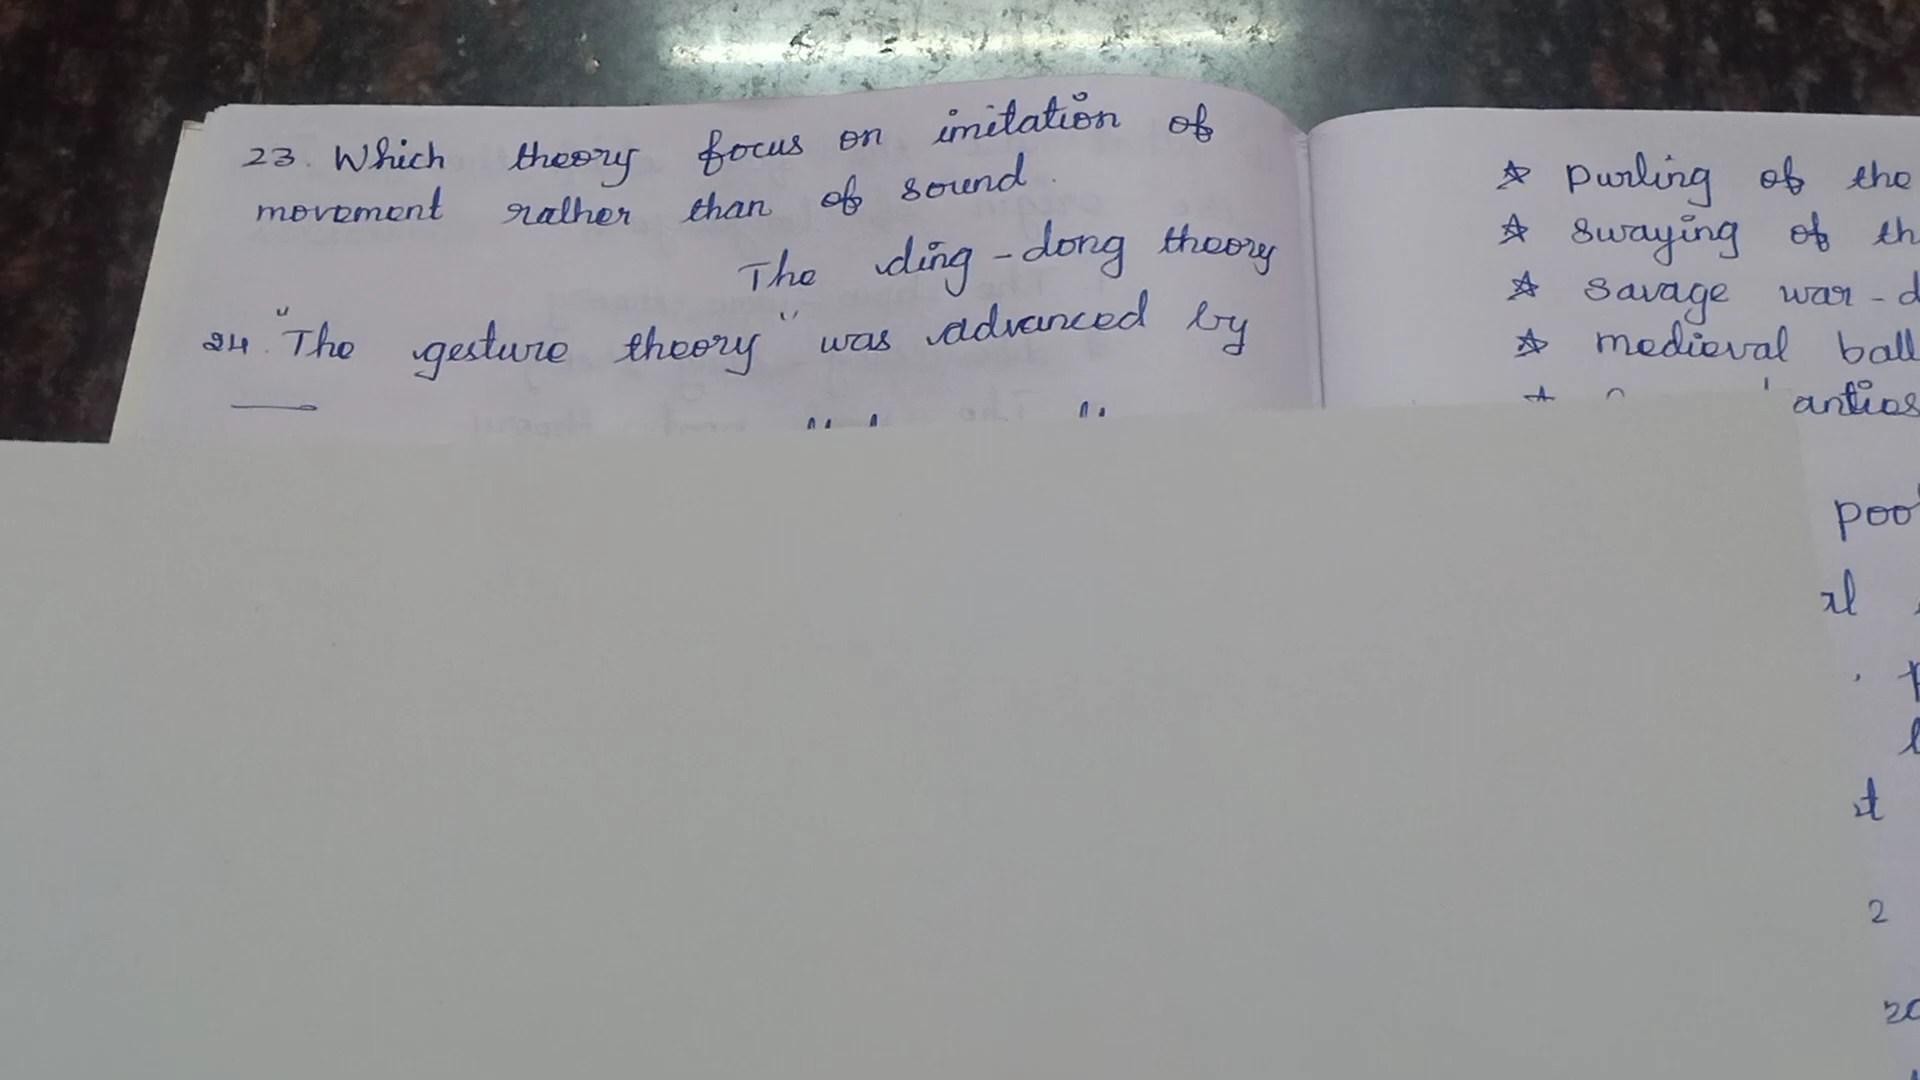 23. Which theory focus on imitation of
movement rather than of sound.
The ding-dong theory
24. "The gesture theory" was advanced by
☆ purling of the
☆ swaying of th
☆ savage war-d
☆ medieval ball
antics
poo
2